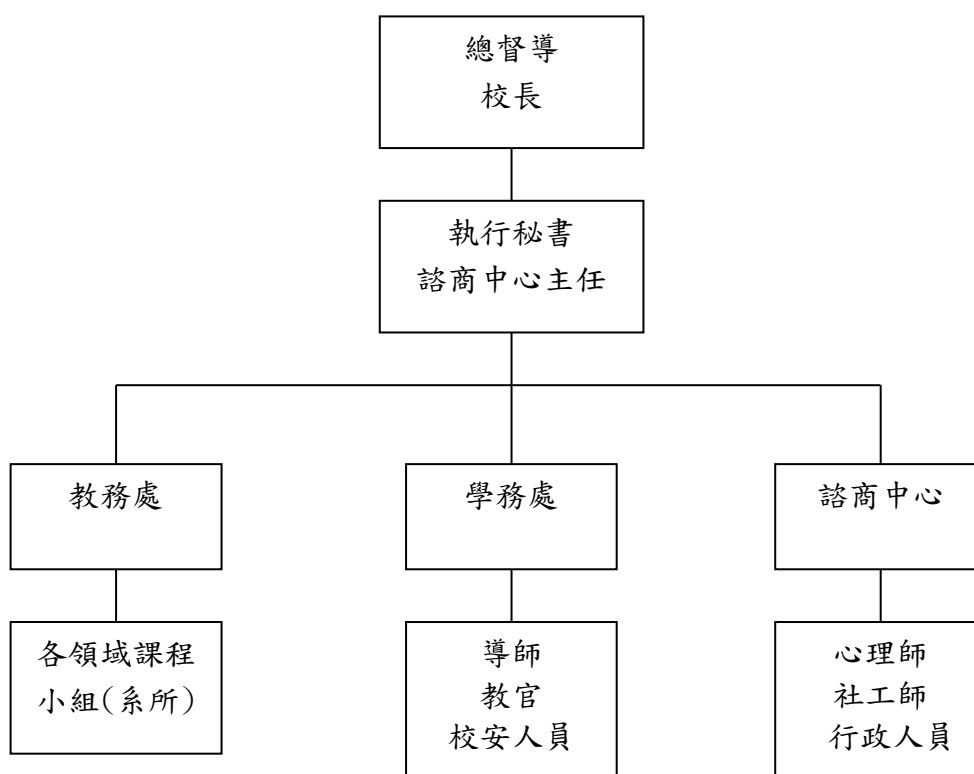 總督導
校長
執行秘書
諮商中心主任
教務處
學務處
諮商中心
各領域課程
小組(系所)
導師
教官
校安人員
心理師
社工師
行政人員